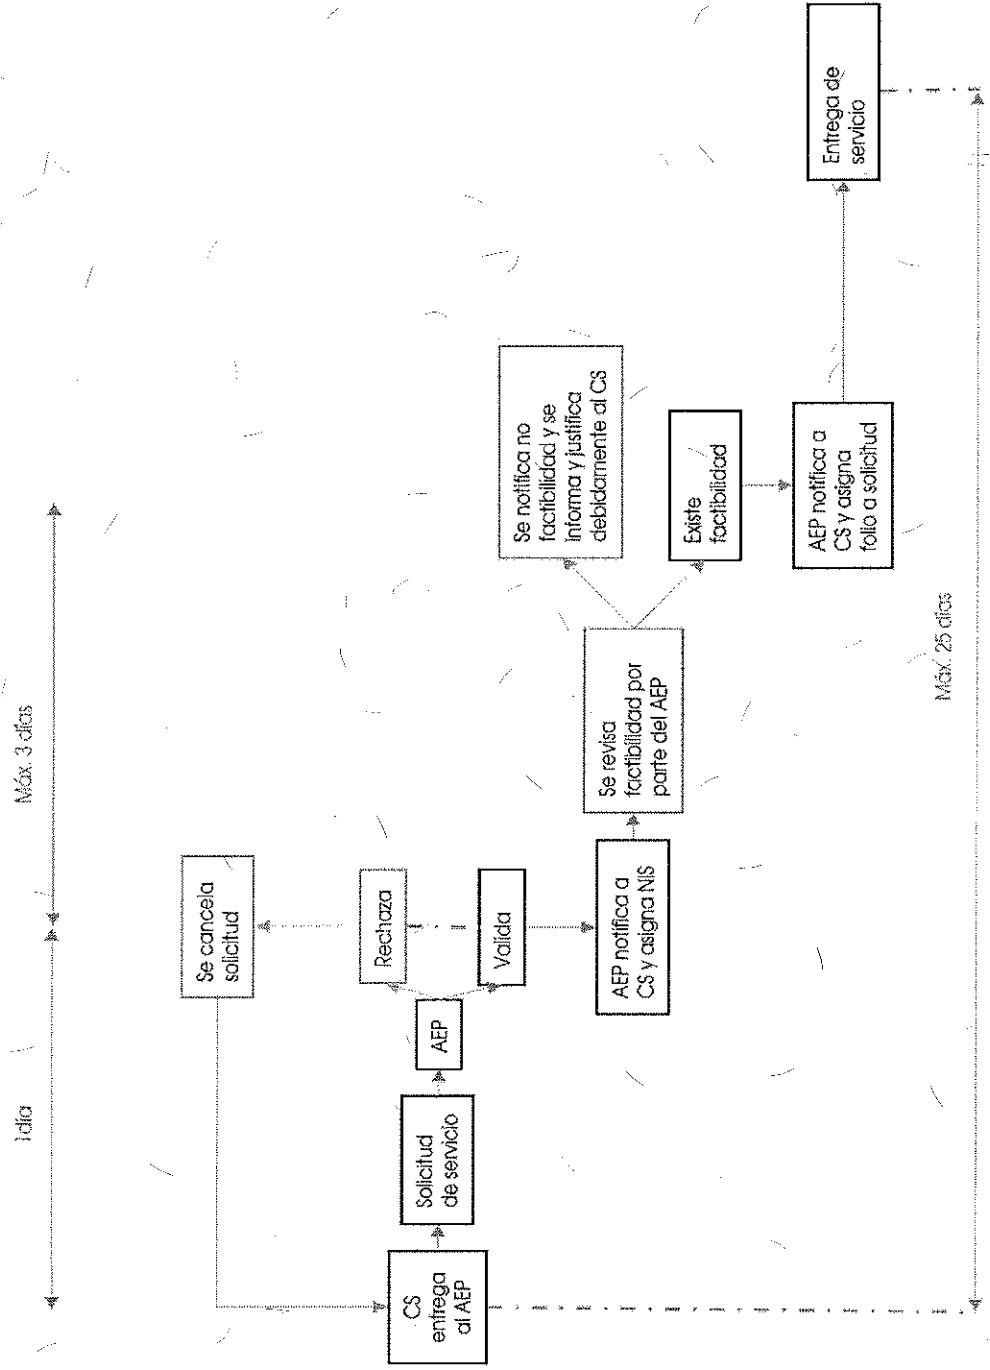 1 día
Máx. 3 días
Se cancela
solicitud
Rechaza
CS
entrega
al AEP
Solicitud
de servicio
AEP
Valida
AEP notifica a
CS y asigna NIS
Se revisa
factibilidad por
parte del AEP
Se notifica no
factibilidad y se
informa y justifica
debidamente al CS
Existe
factibilidad
AEP notifica a
CS y asigna
folio a solicitud
Entrega de
servicio
Máx. 25 días